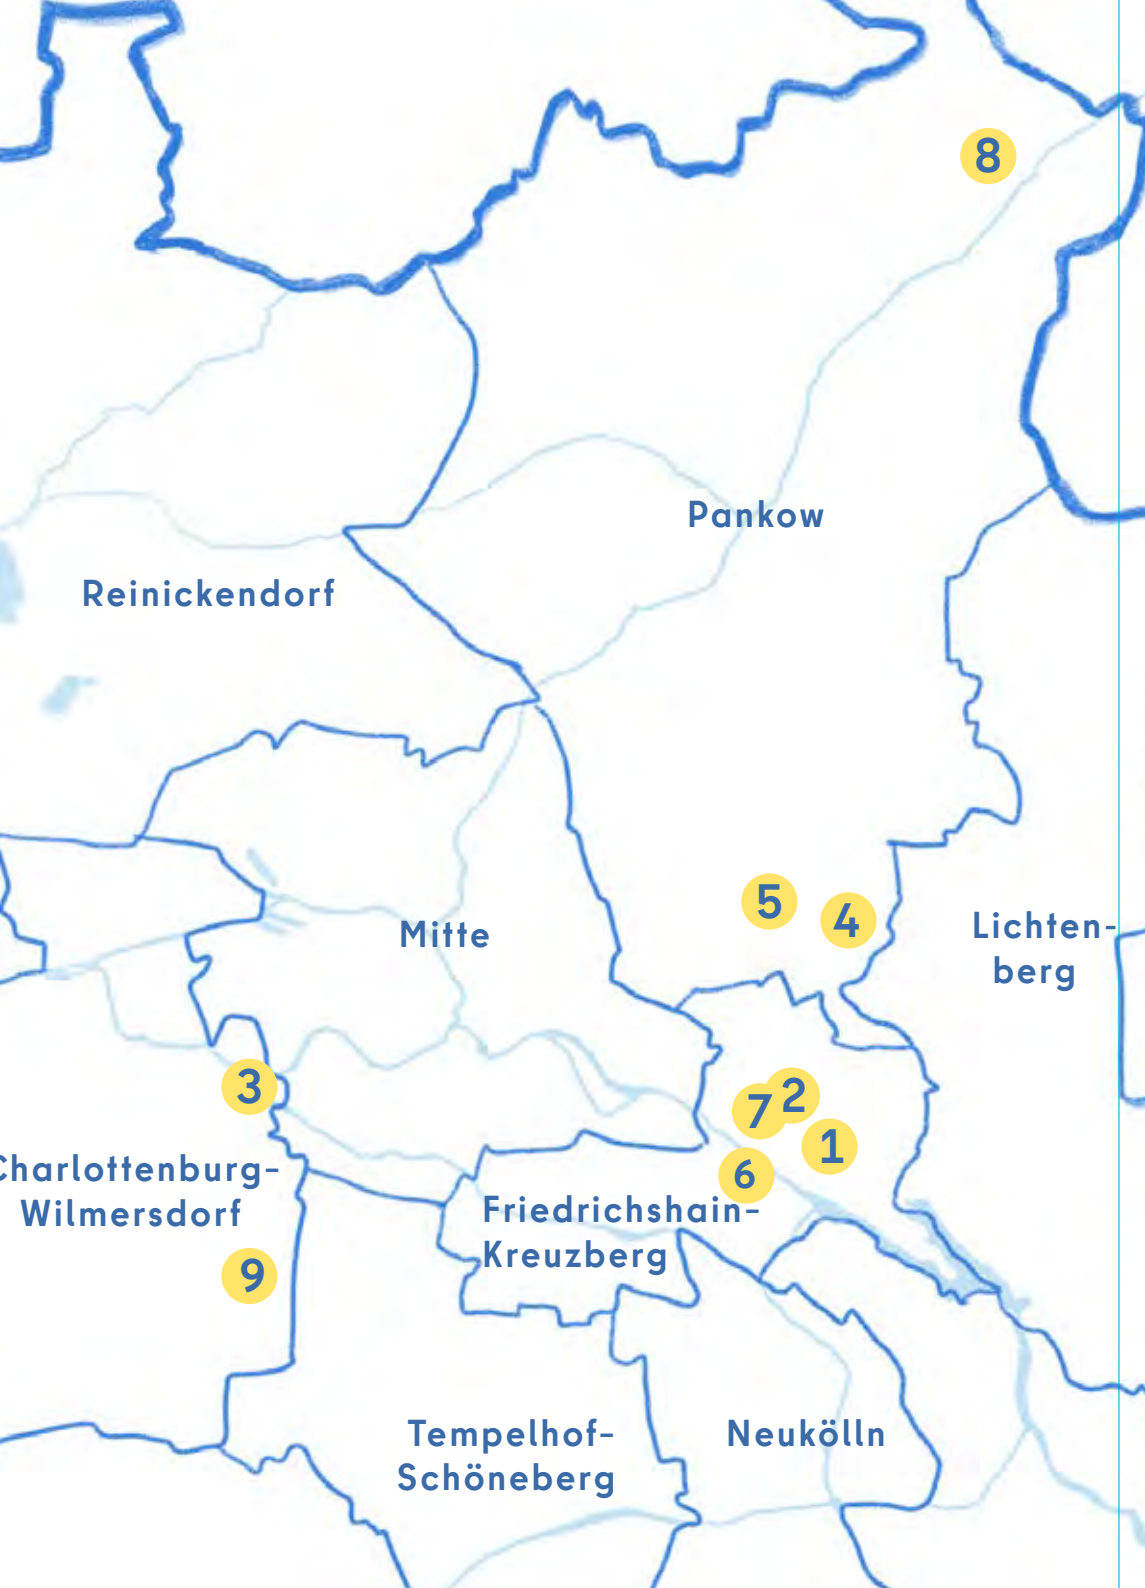 8
Pankow
Reinickendorf
5
4
Mitte
Lichten-
berg
3
2
7
1
6
Charlottenburg-
Wilmersdorf
Friedrichshain-
Kreuzberg
9
Tempelhof-
Schöneberg
Neukölln